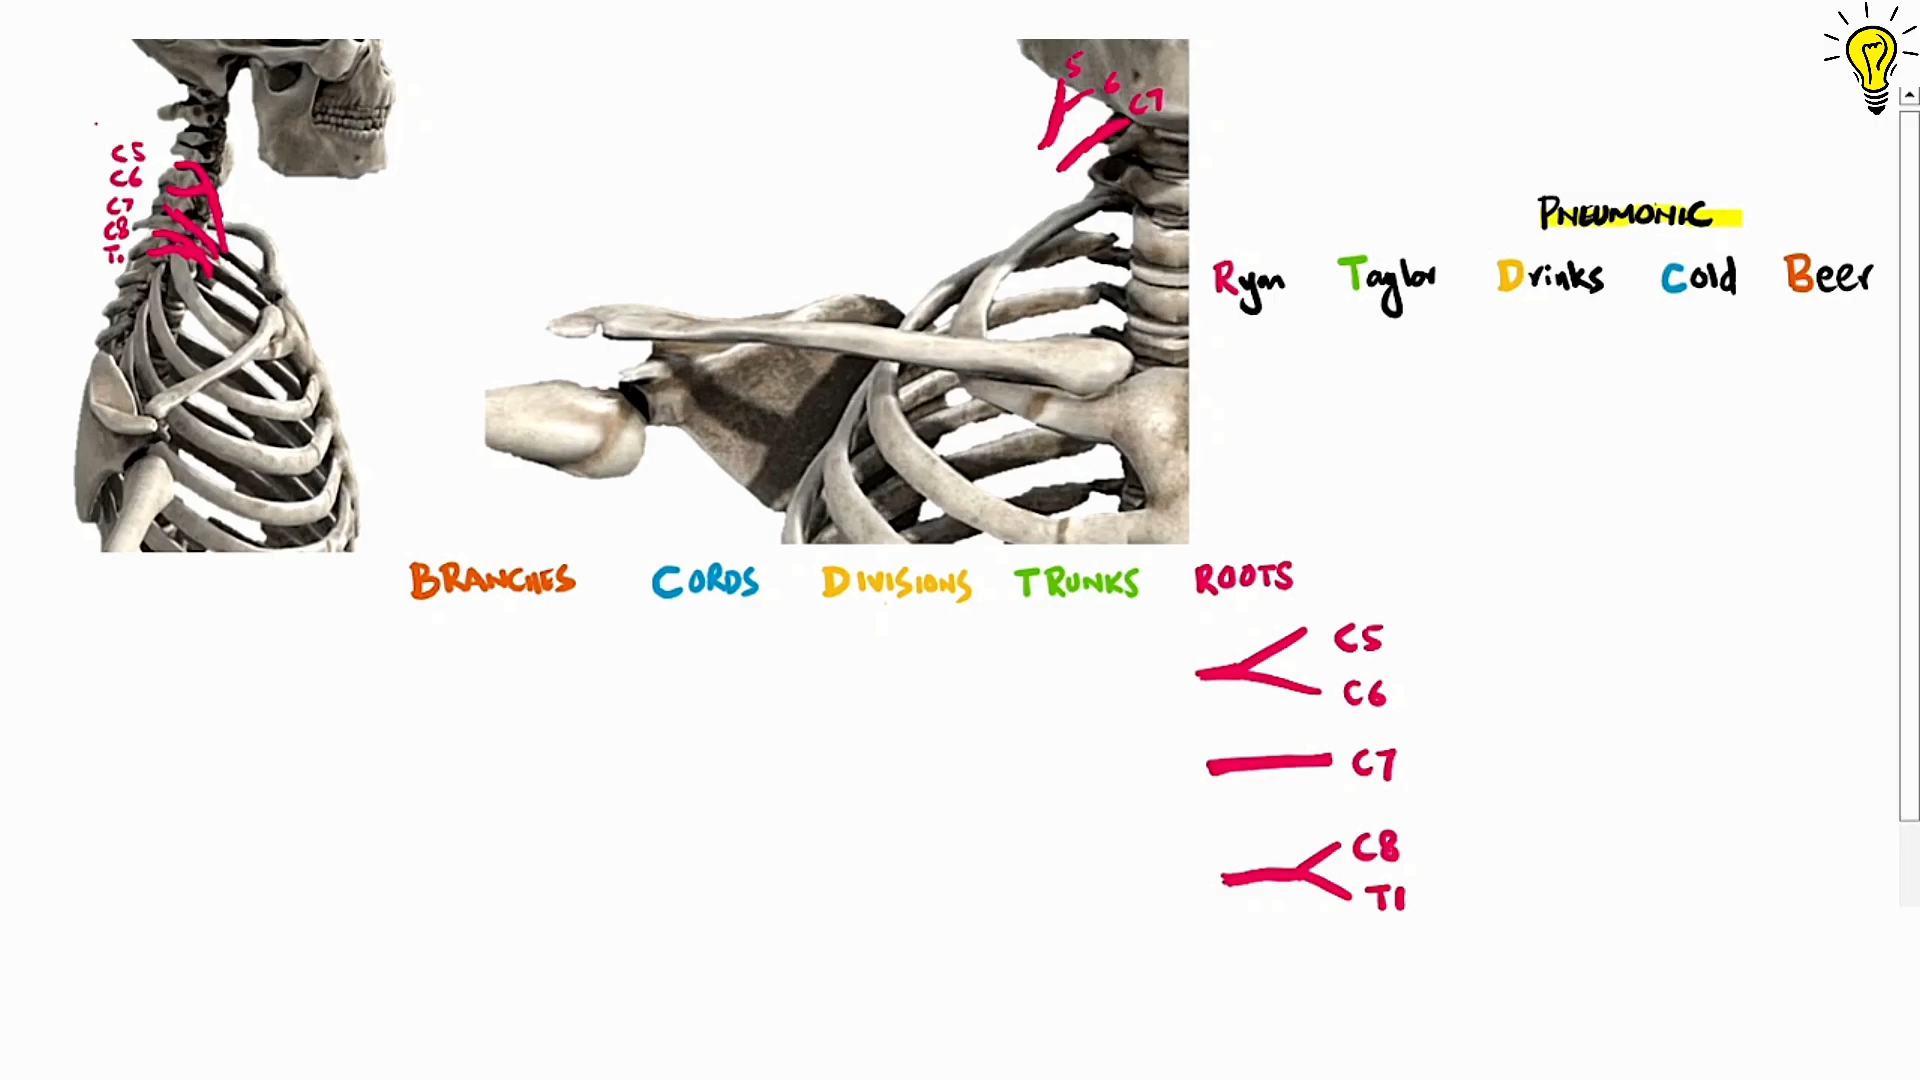 5
6
C7
C5
C6
C7
C8
T1
PNEUMONIC
Ryan Taylor Drinks Cold Beer
BRANCHES CORDS DIVISIONS TRUNKS ROOTS
C5
C6
C7
C8
T1